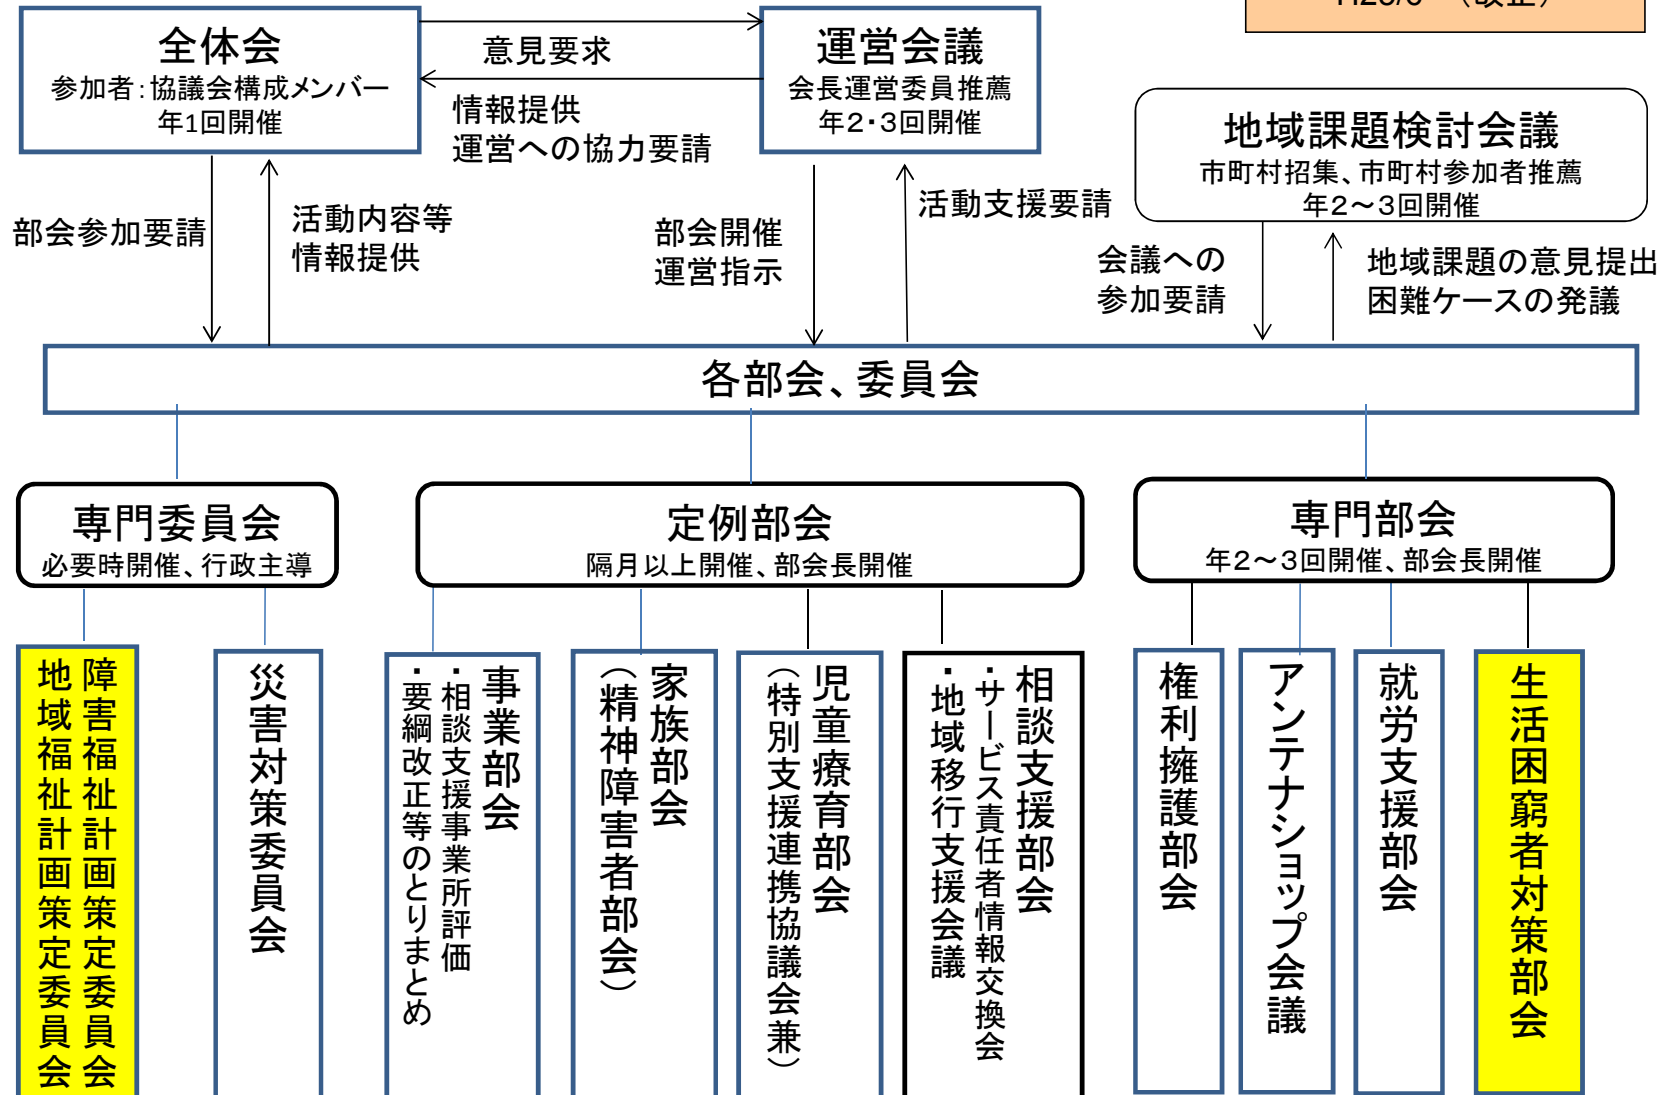 （改正）
全体会
参加者：協議会構成メンバー
年1回開催
意見要求
情報提供
運営への協力要請
運営会議
会長運営委員推薦
年2・3回開催
地域課題検討会議
市町村招集、市町村参加者推薦
年2～3回開催
部会参加要請
活動内容等
情報提供
部会開催
運営指示
活動支援要請
会議への
参加要請
地域課題の意見提出
困難ケースの発議
各部会、委員会
専門委員会
必要時開催、行政主導
定例部会
隔月以上開催、部会長開催
専門部会
年2～3回開催、部会長開催
障害福祉計画策定委員会
地域福祉計画策定委員会
災害対策委員会
事業部会
・相談支援事業所評価
・要綱改正等のとりまとめ
家族部会
（精神障害者部会）
児童療育部会
（特別支援連携協議会兼）
相談支援部会
・サービス責任者情報交換会
・地域移行支援会議
権利擁護部会
アンテナショップ会議
就労支援部会
生活困窮者対策部会